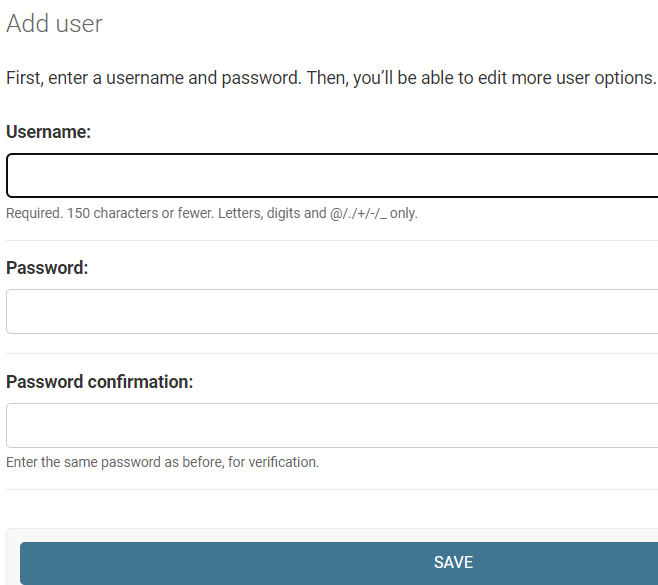 Add user
First, enter a username and password. Then, you’ll be able to edit more user options.
Username:
Required. 150 characters or fewer. Letters, digits and @/./+/-/_ only.
Password:
Password confirmation:
Enter the same password as before, for verification.
SAVE